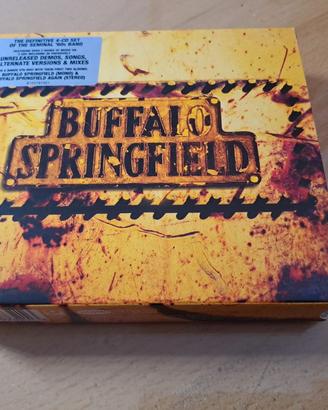 THE DEFINITIVE 4-CD SET
OF THE SEMINAL '60s BAND
UNRELEASED DEMOS, SONGS,
ALTERNATE VERSIONS & MIXES
BUFFALO SPRINGFIELD (MONO) &
BUFFALO SPRINGFIELD AGAIN (STEREO)
BUFFALO
SPRINGFIELD